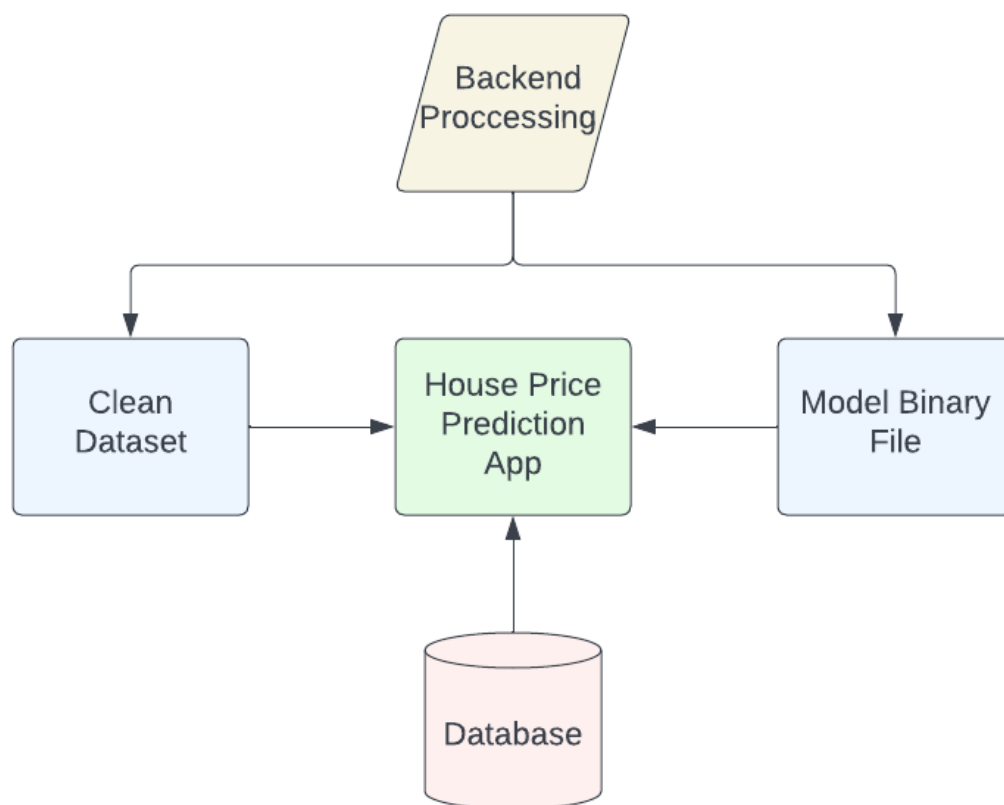 Backend
Proccessing
Clean
Dataset
House Price
Prediction
App
Model Binary
File
Database